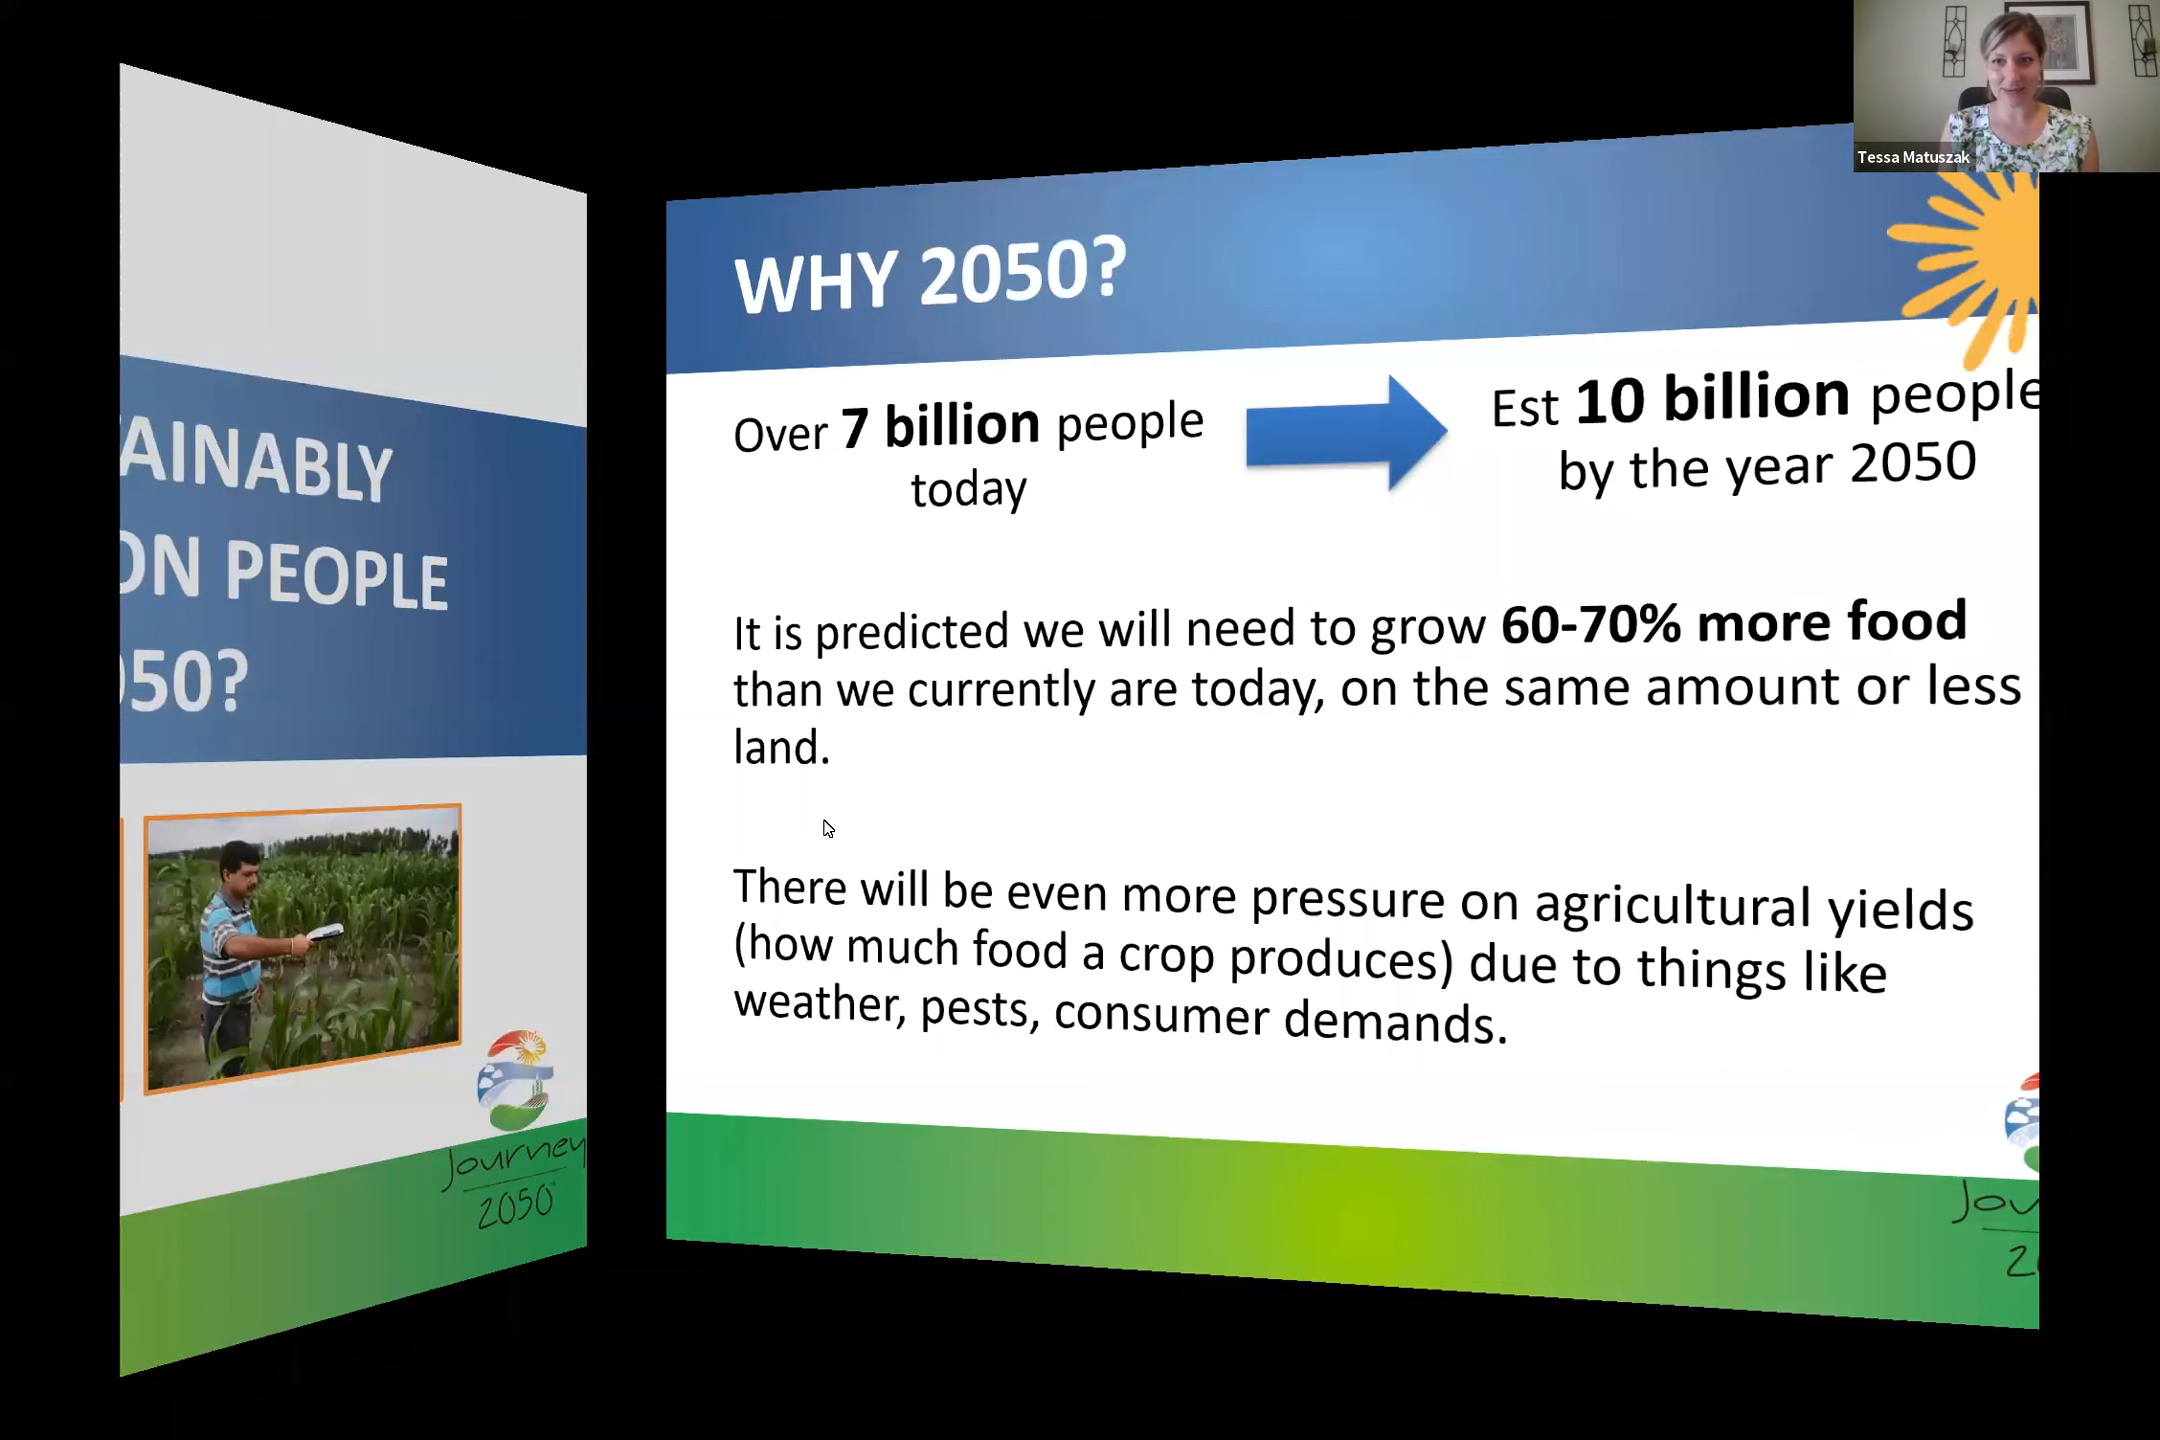 Tessa Matuszak
AINABLY
ON PEOPLE
50?
Journey
2050
WHY 2050?
Over 7 billion people
today
Est 10 billion people
by the year 2050
It is predicted we will need to grow 60-70% more food
than we currently are today, on the same amount or less
land.
There will be even more pressure on agricultural yields
(how much food a crop produces) due to things like
weather, pests, consumer demands.
Jou
2